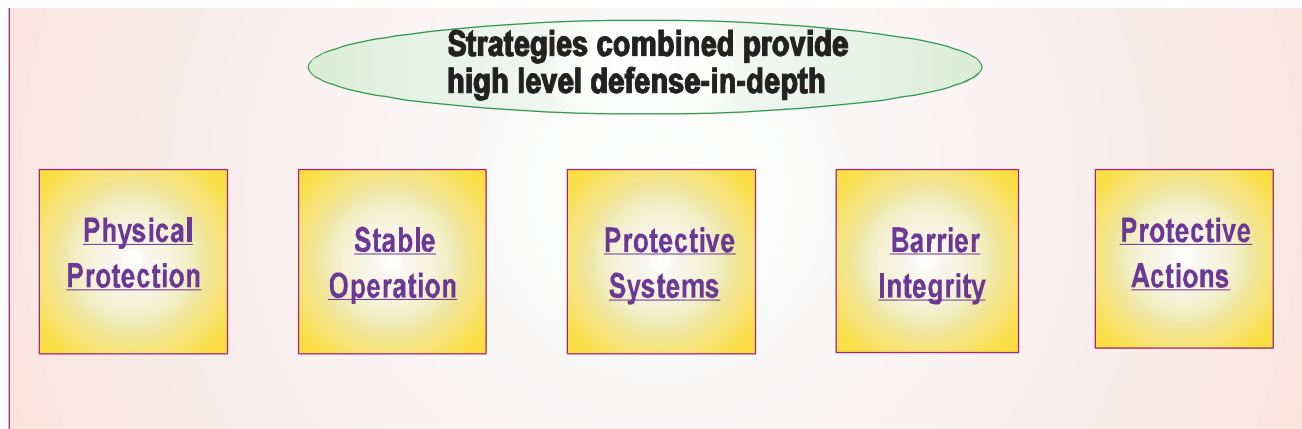 Strategies combined provide
high level defense-in-depth
Physical
Protection
Stable
Operation
Protective
Systems
Barrier
Integrity
Protective
Actions